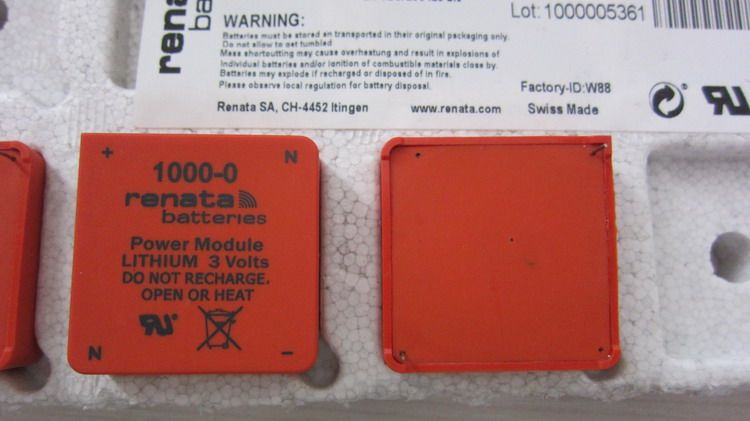 Lot: 1000005361
renata
WARNING:
Batteries must be stored an transported in their original packaging only.
Do not allow to get tumbled
Mass shortoutting may cause overheatung and result in explosions of
Individual batteries and/or ionition of combustible materials close by.
Batteries may explode if recharged or disposed of in fire.
Please observe local regulation for battery disposal.
Factory-ID:W88
Renata SA, CH-4452 Itingen www.renata.com Swiss Made
+ N
1000-0
renata
batteries
Power Module
LITHIUM 3 Volts
DO NOT RECHARGE.
OPEN OR HEAT
N -